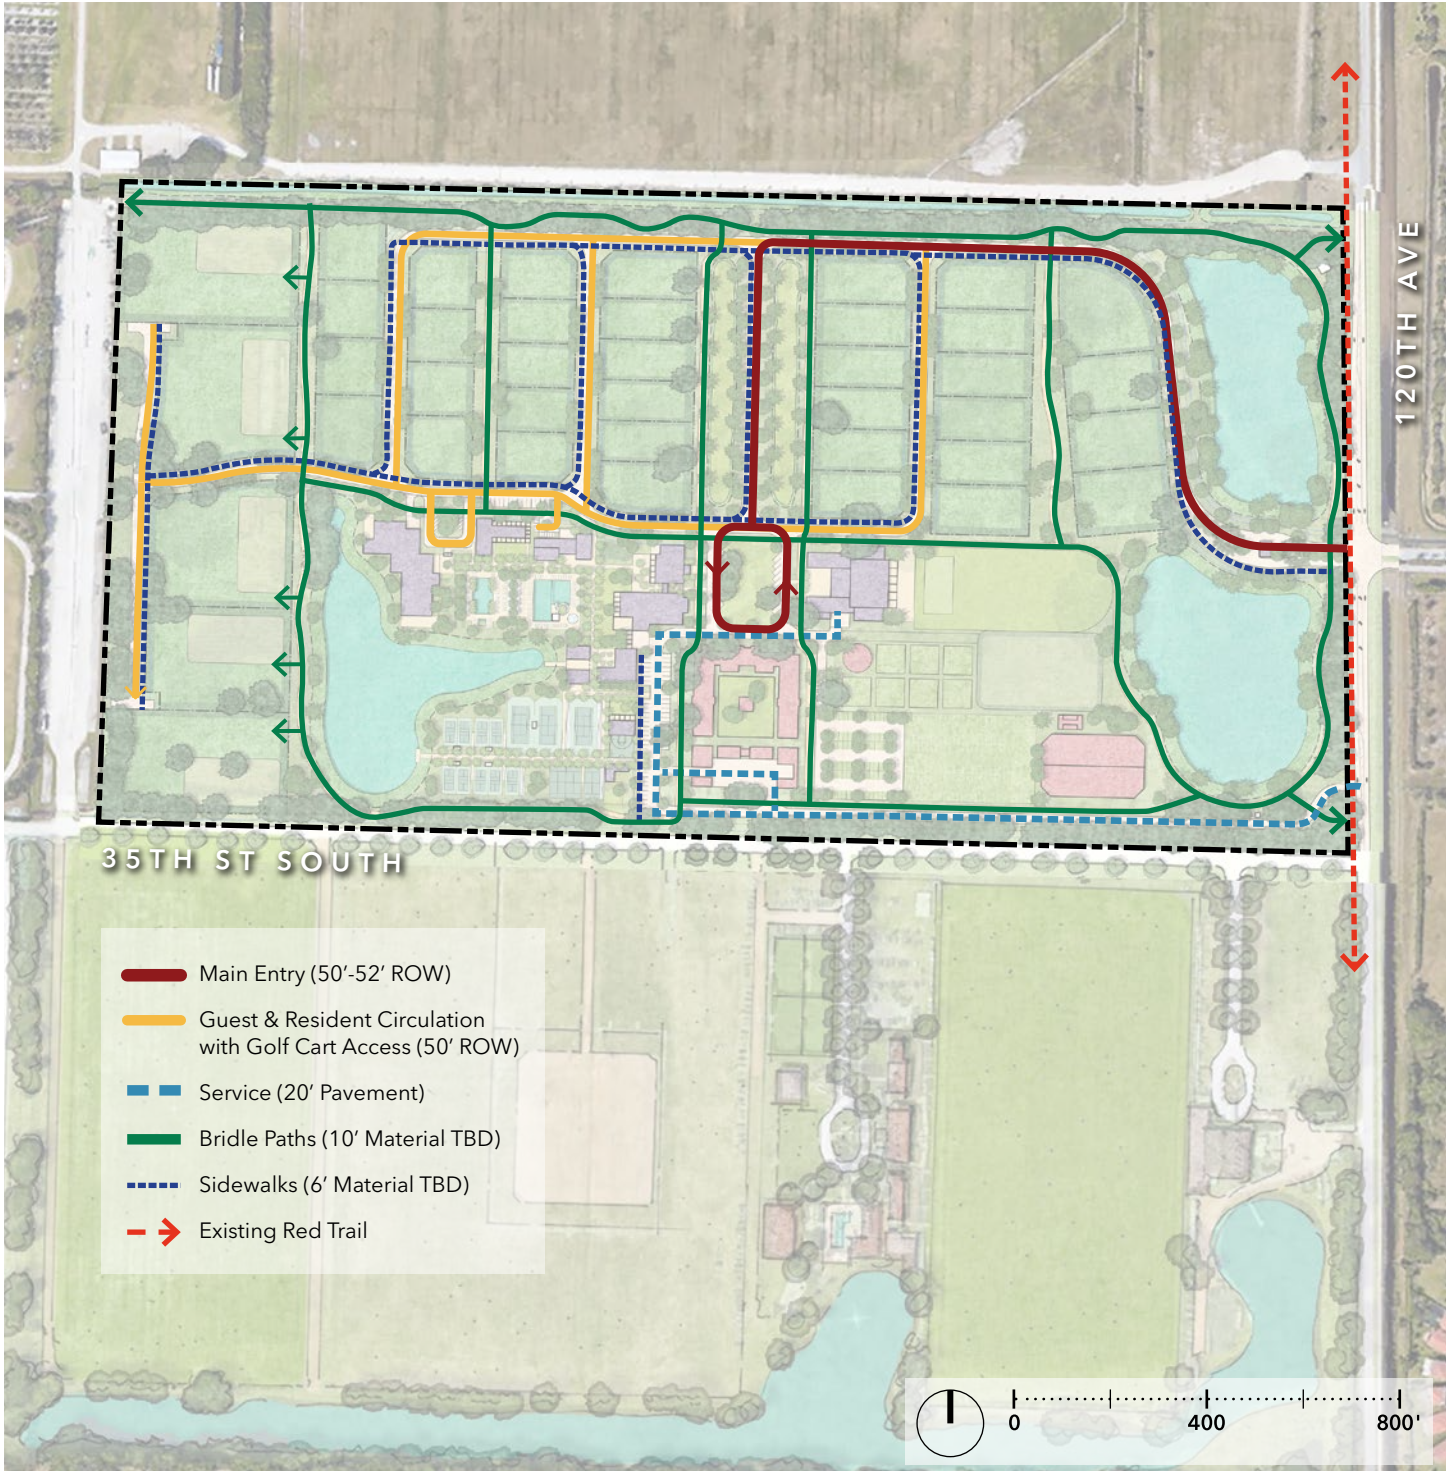 120TH AVE
35TH ST SOUTH
Main Entry (50’-52’ ROW)
Guest & Resident Circulation
with Golf Cart Access (50’ ROW)
Service (20’ Pavement)
Bridle Paths (10’ Material TBD)
Sidewalks (6’ Material TBD)
Existing Red Trail
0 400 800'